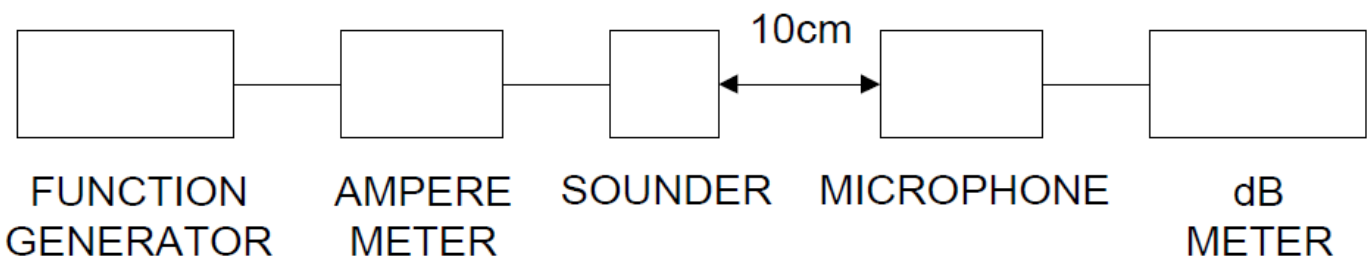 10cm
FUNCTION
GENERATOR
AMPERE
METER
SOUNDER
MICROPHONE
dB
METER